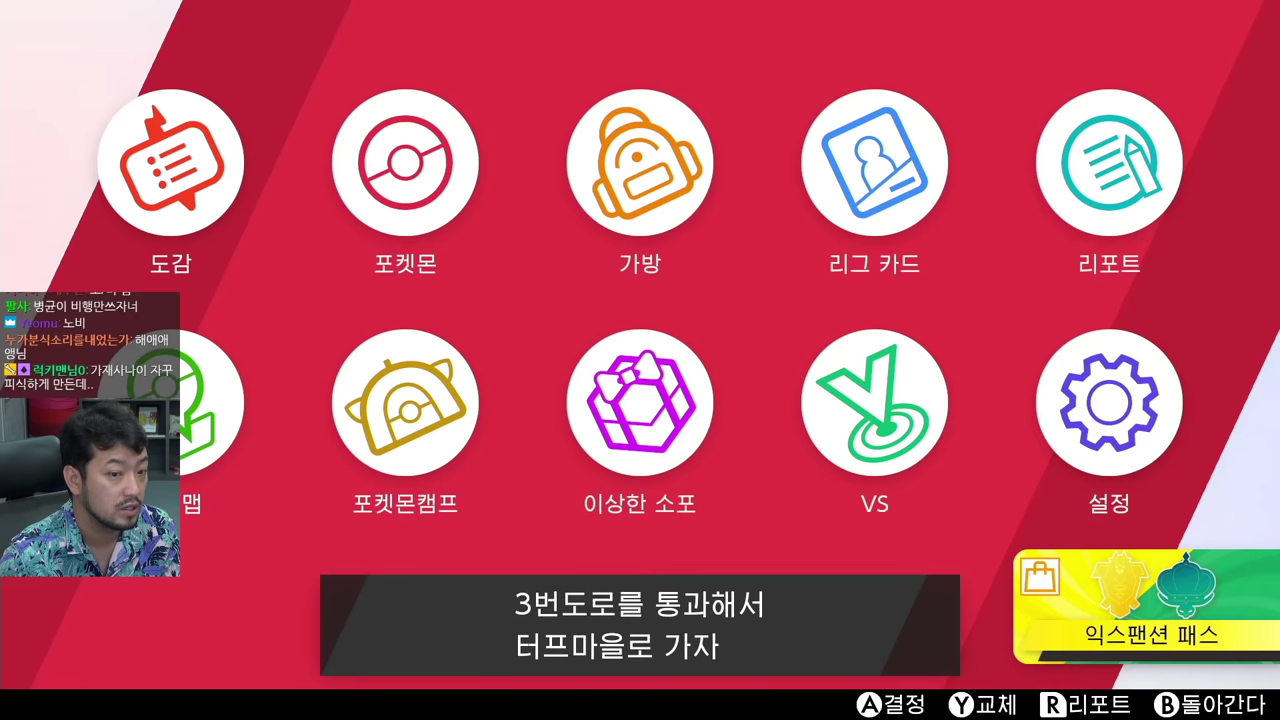 도감
포켓몬
가방
리그 카드
리포트
팔사: 병균이 비행만쓰자너
Yeomu: 노비
누가분식소리를내었는가: 해애애
앵님
럭키맨님0: 가재사나이 자꾸
피식하게 만든데..
맵
포켓몬캠프
이상한 소포
VS
설정
3번도로를 통과해서
터프마을로 가자
익스팬션 패스
A결정
Y교체
R리포트
B돌아간다